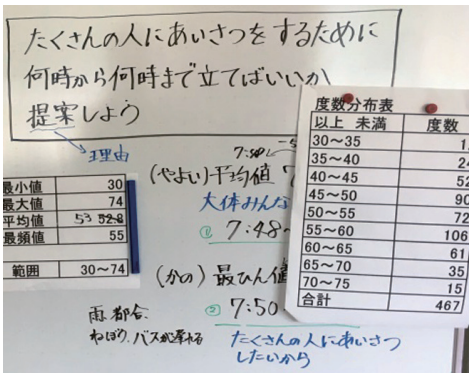 たくさんの人にあいさつをするために
何時から何時まで立てばいいか
提案しよう
理由
最小値 30
最大値 74
平均値 53 52.8
最頻値 55
範囲 30～74
(やよい)平均値
大体みんな
① 7:48～
(かの)最ひん値
② 7:50
たくさんの人にあいさつ
したいから
雨、都合、
ねぼう、バスが遅れる
度数分布表
以上 未満 度数
30～35
35～40
40～45 52
45～50 90
50～55 72
55～60 106
60～65 61
65～70 35
70～75 15
合計 467